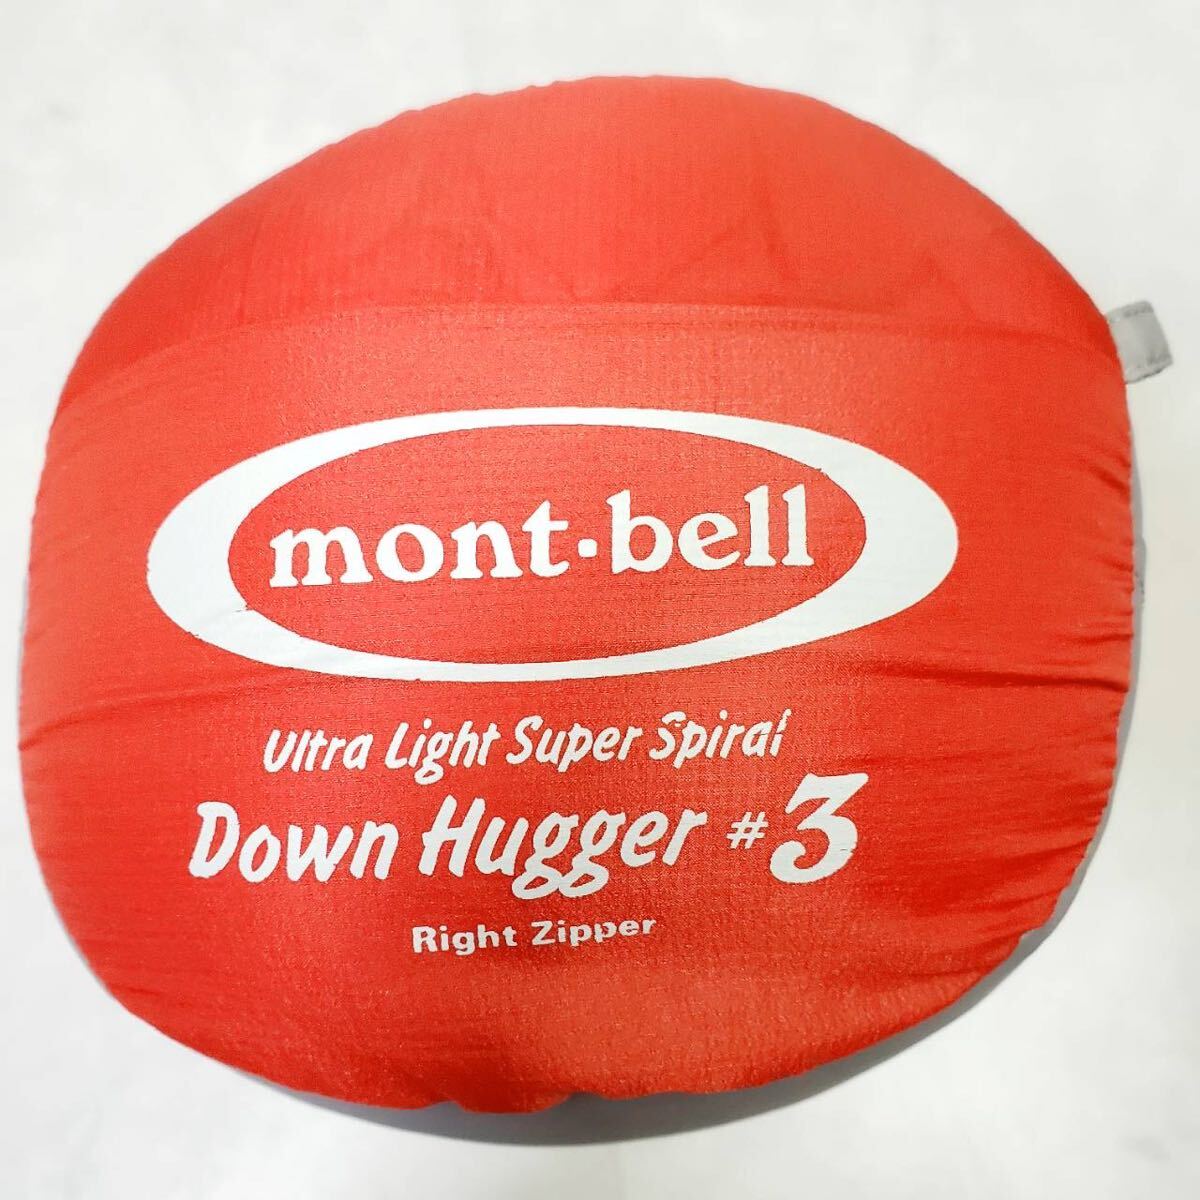 mont·bell
Ultra Light Super Spiral
Down Hugger #3
Right Zipper